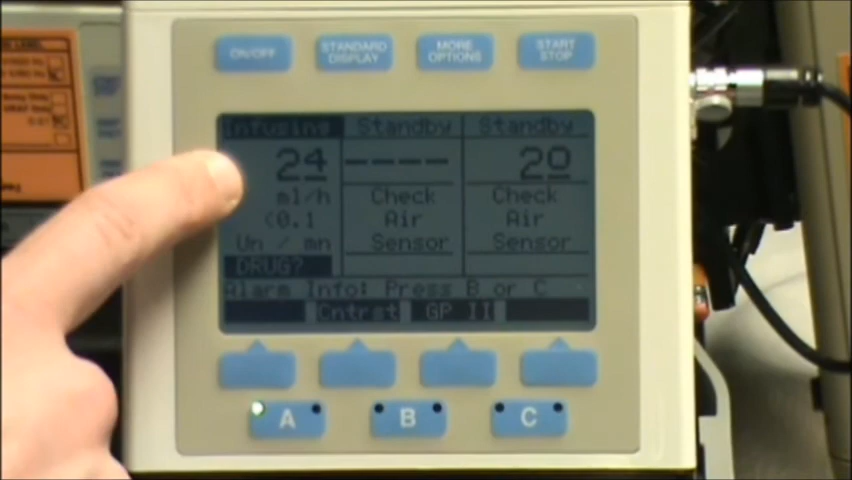 ON/OFF
STANDARD DISPLAY
MORE OPTIONS
START STOP
Infusing Standby Standby
24 ---- 20
ml/h Check Check
<0.1 Air Air
Un / mn Sensor Sensor
DRUG?
Alarm Info: Press B or C
Cntrst GP II
A B C